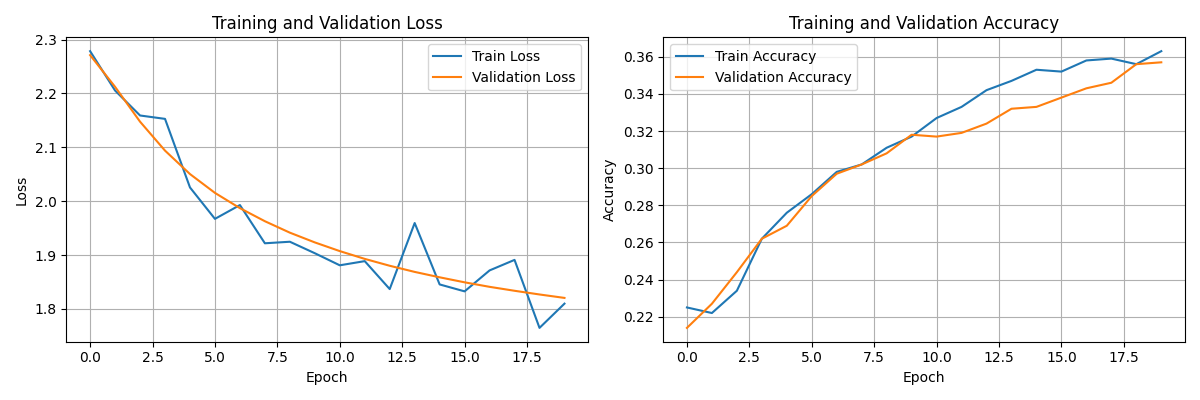 Training and Validation Loss
Train Loss
Validation Loss
2.3
2.2
2.1
2.0
1.9
1.8
Loss
0.0 2.5 5.0 7.5 10.0 12.5 15.0 17.5
Epoch
Training and Validation Accuracy
Train Accuracy
Validation Accuracy
0.36
0.34
0.32
0.30
0.28
0.26
0.24
0.22
Accuracy
0.0 2.5 5.0 7.5 10.0 12.5 15.0 17.5
Epoch